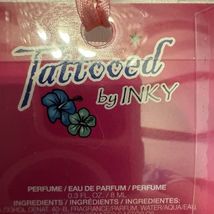 Tattooed
by INKY
PERFUME / EAU DE PARFUM / PERFUME
0.3 FL. OZ. / 8 ML
INGREDIENTS / INGRÉDIENTS / INGREDIENTES:
40-B, FRAGRANCE/PARFUM, WATER/AQUA/EAU,